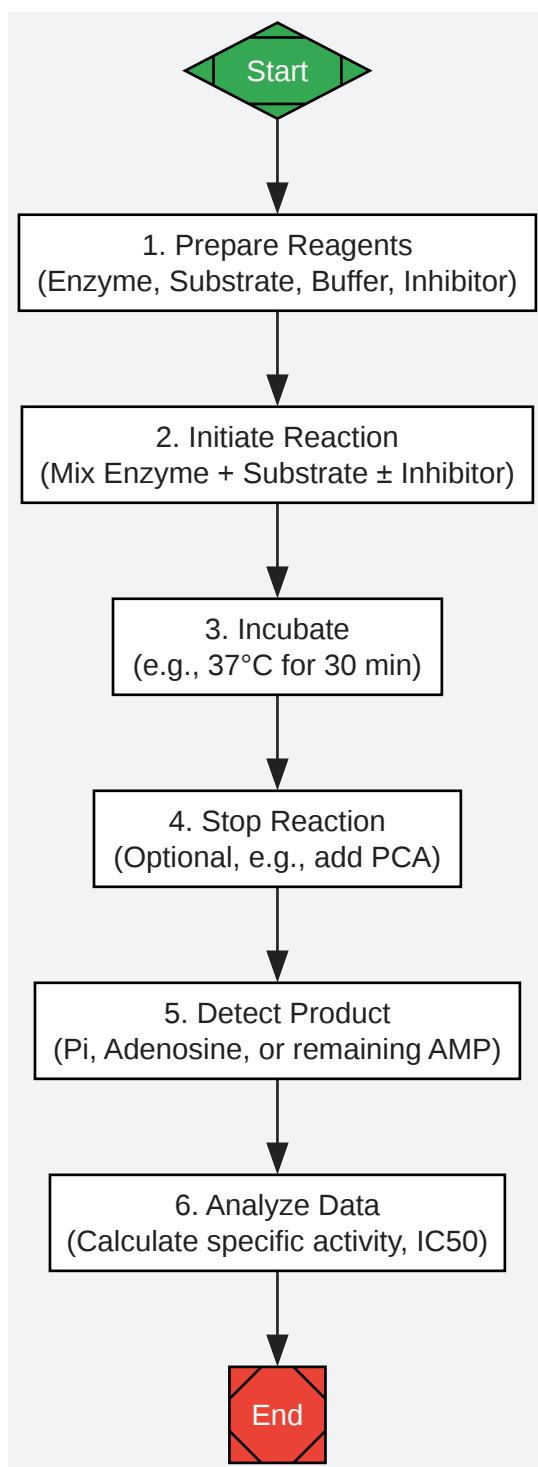 Start
1. Prepare Reagents
(Enzyme, Substrate, Buffer, Inhibitor)
2. Initiate Reaction
(Mix Enzyme + Substrate ± Inhibitor)
3. Incubate
(e.g., 37°C for 30 min)
4. Stop Reaction
(Optional, e.g., add PCA)
5. Detect Product
(Pi, Adenosine, or remaining AMP)
6. Analyze Data
(Calculate specific activity, IC50)
End